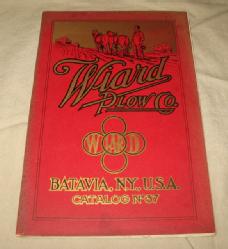 Wiard
Plow Co.
WIARD
BATAVIA, N.Y., U.S.A.
CATALOG Nº 37